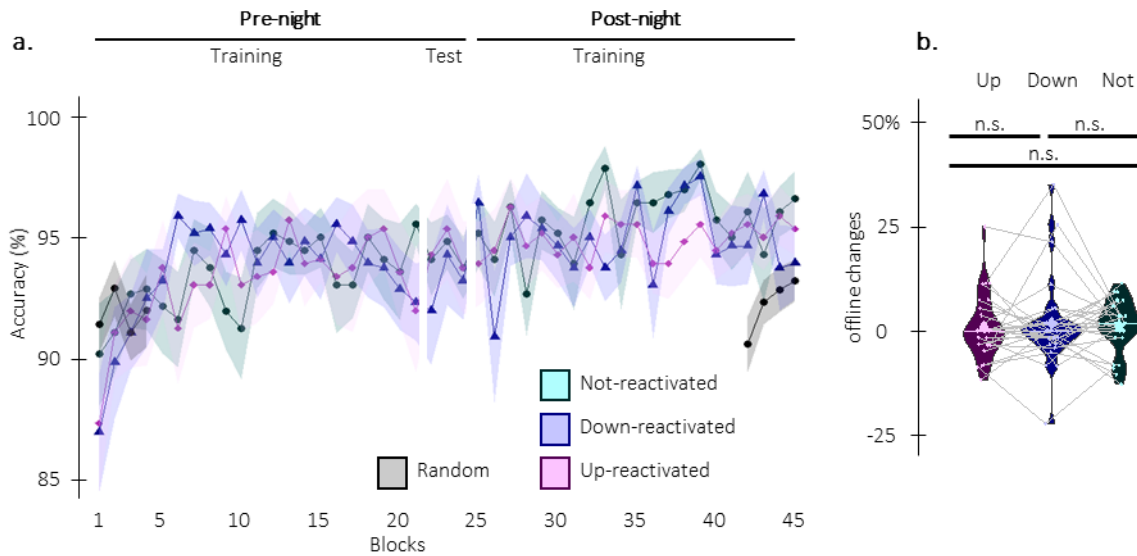 Pre-night Post-night
a. b.
Training Test Training
Up Down Not
100
50%
n.s. n.s.
n.s.
Accuracy (%)
95
25
offline changes
0
90
Not-reactivated
Down-reactivated
-25
Random Up-reactivated
85
1 5 10 15 20 25 30 35 40 45
Blocks